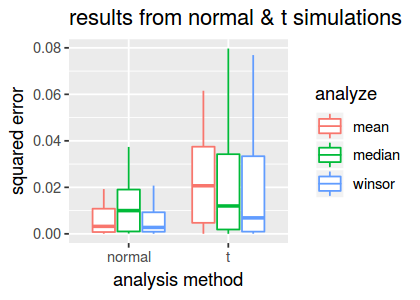 results from normal & t simulations
0.08
0.06
0.04
0.02
0.00
squared error
normal
t
analysis method
analyze
mean
median
winsor